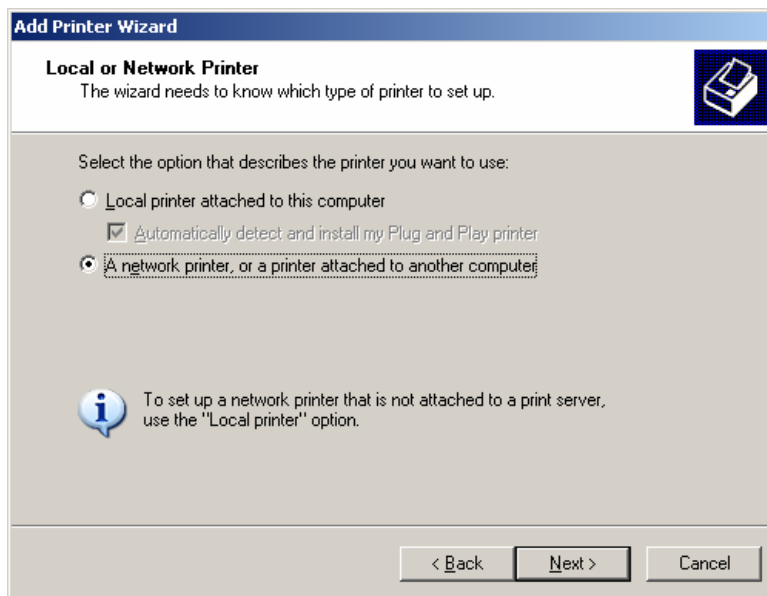 Add Printer Wizard
Local or Network Printer
The wizard needs to know which type of printer to set up.
Select the option that describes the printer you want to use:
Local printer attached to this computer
Automatically detect and install my Plug and Play printer
A network printer, or a printer attached to another computer
To set up a network printer that is not attached to a print server,
use the "Local printer" option.
< Back Next > Cancel